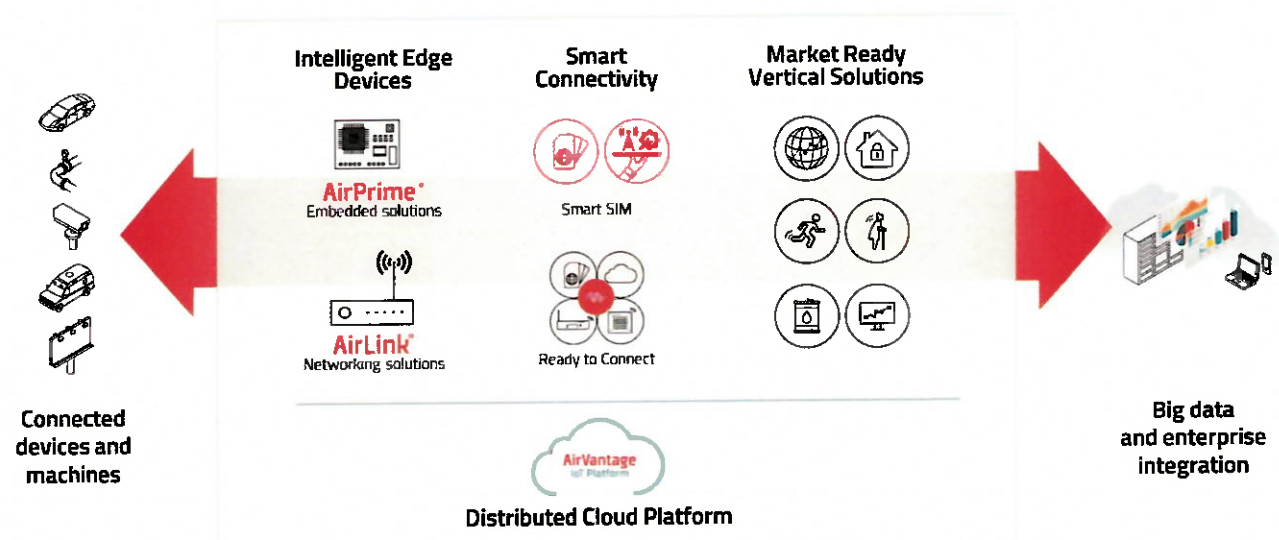 Intelligent Edge
Devices
AirPrime®
Embedded solutions
AirLink®
Networking solutions
Smart
Connectivity
Smart SIM
Ready to Connect
Market Ready
Vertical Solutions
Connected
devices and
machines
AirVantage
IoT Platform
Distributed Cloud Platform
Big data
and enterprise
integration